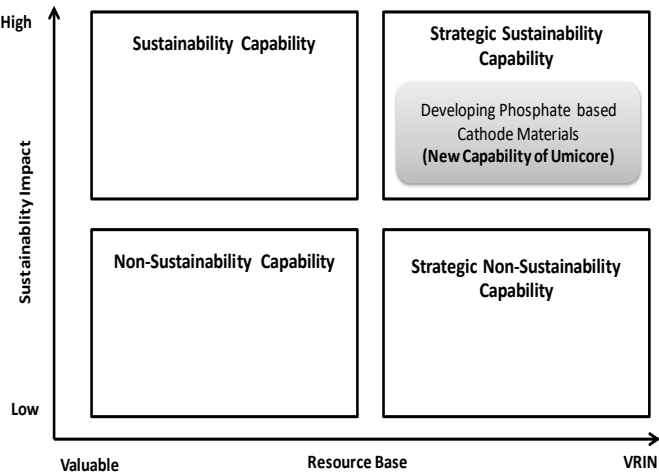 High
Sustainability Capability
Strategic Sustainability
Capability
Developing Phosphate based
Cathode Materials
(New Capability of Umicore)
Sustainablity Impact
Non-Sustainability Capability
Strategic Non-Sustainability
Capability
Low
Valuable
Resource Base
VRIN